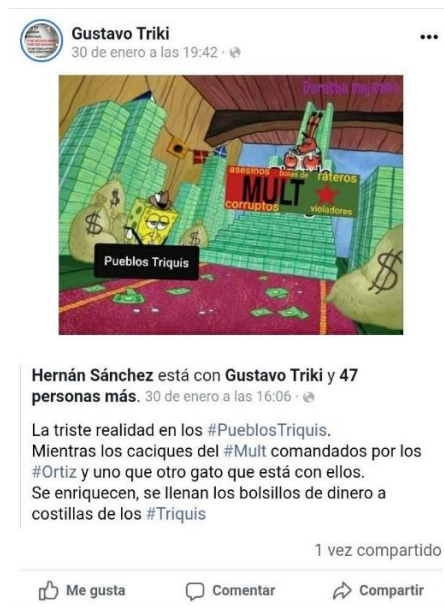 Gustavo Triki
30 de enero a las 19:42
asesinos
bolas de
rateros
MULT
corruptos
violadores
Pueblos Triquis
$
$
$
Hernán Sánchez está con Gustavo Triki y 47
personas más. 30 de enero a las 16:06
La triste realidad en los #PueblosTriquis.
Mientras los caciques del #Mult comandados por los
#Ortiz y uno que otro gato que está con ellos.
Se enriquecen, se llenan los bolsillos de dinero a
costillas de los #Triquis
1 vez compartido
Me gusta
Comentar
Compartir